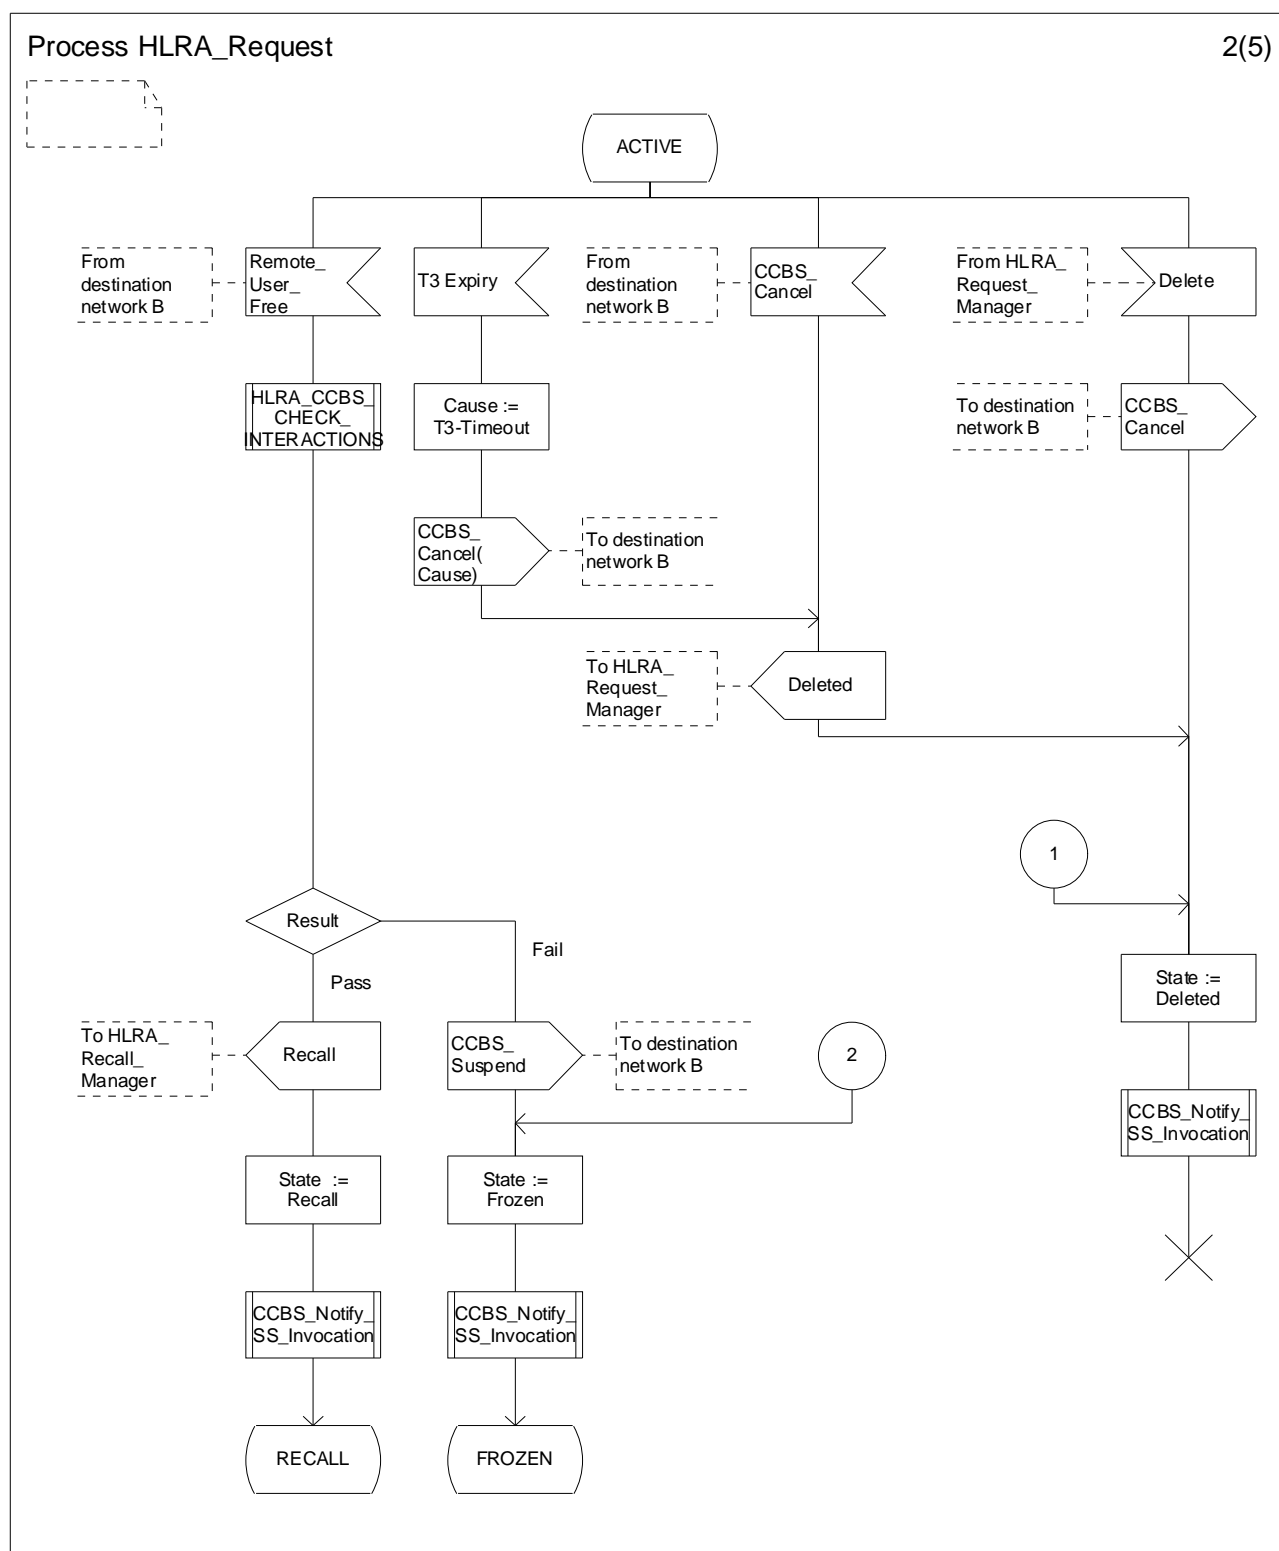 Process HLRA_Request
2(5)
ACTIVE
From
destination
network B
Remote_
User_
Free
T3 Expiry
From
destination
network B
CCBS_
Cancel
From HLRA_
Request_
Manager
Delete
HLRA_CCBS_
CHECK_
INTERACTIONS
Cause :=
T3-Timeout
To destination
network B
CCBS_
Cancel
CCBS_
Cancel(
Cause)
To destination
network B
To HLRA_
Request_
Manager
Deleted
1
Result
Fail
Pass
State :=
Deleted
To HLRA_
Recall_
Manager
Recall
CCBS_
Suspend
To destination
network B
2
CCBS_Notify_
SS_Invocation
State :=
Recall
State :=
Frozen
CCBS_Notify_
SS_Invocation
CCBS_Notify_
SS_Invocation
RECALL
FROZEN